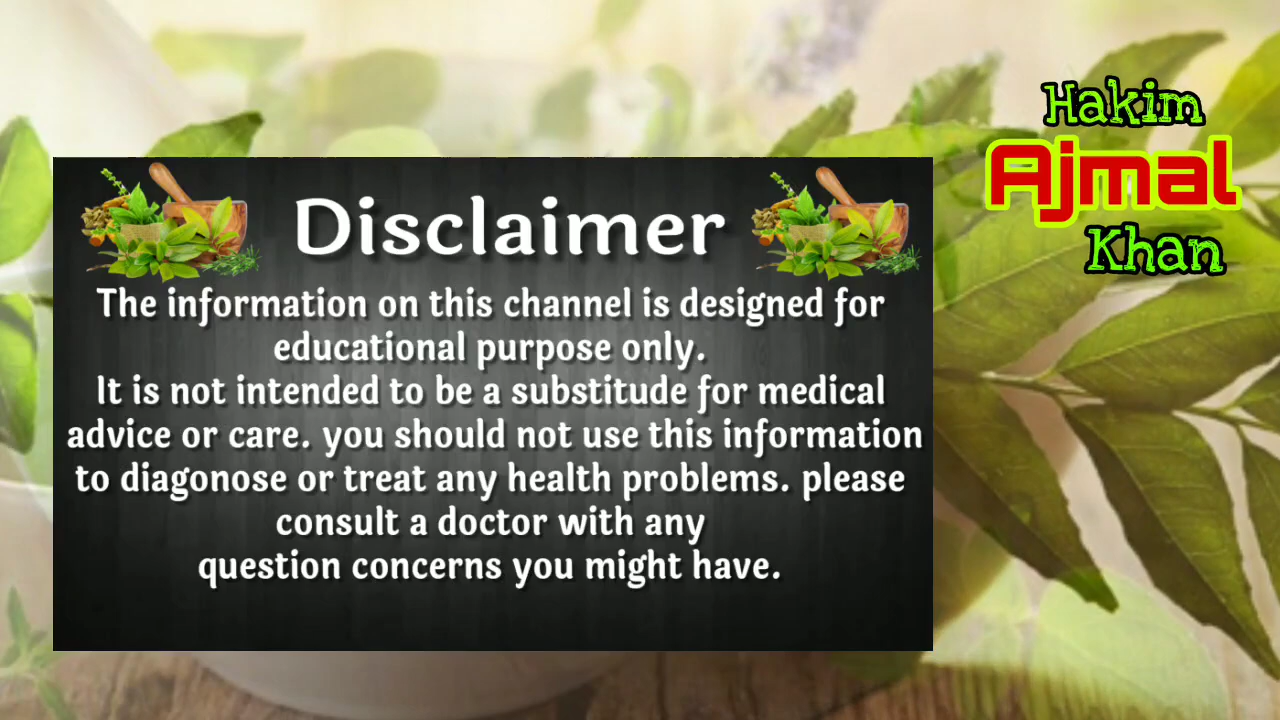 Hakim
Ajmal
Khan
Disclaimer
The information on this channel is designed for
educational purpose only.
It is not intended to be a substitude for medical
advice or care. you should not use this information
to diagonose or treat any health problems. please
consult a doctor with any
question concerns you might have.